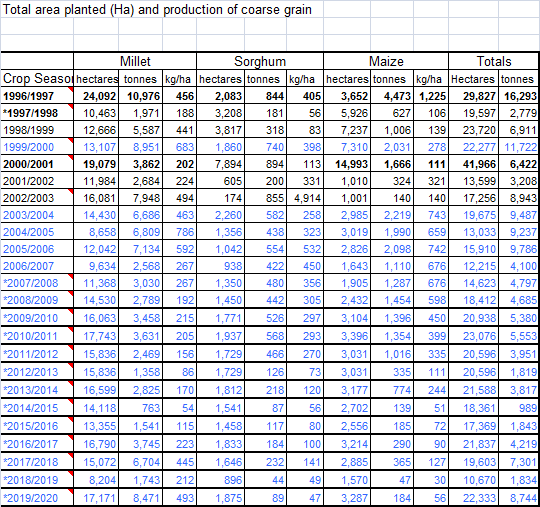 Total area planted (Ha) and production of coarse grain
Millet Sorghum Maize Totals
Crop Seaso hectares tonnes kg/ha hectares tonnes kg/ha hectares tonnes kg/ha Hectares tonnes
1996/1997 24,092 10,976 456 2,083 844 405 3,652 4,473 1,225 29,827 16,293
*1997/1998 10,463 1,971 188 3,208 181 56 5,926 627 106 19,597 2,779
1998/1999 12,666 5,587 441 3,817 318 83 7,237 1,006 139 23,720 6,911
1999/2000 13,107 8,951 683 1,860 740 398 7,310 2,031 278 22,277 11,722
2000/2001 19,079 3,862 202 7,894 894 113 14,993 1,666 111 41,966 6,422
2001/2002 11,984 2,684 224 605 200 331 1,010 324 321 13,599 3,208
2002/2003 16,081 7,948 494 174 855 4,914 1,001 140 140 17,256 8,943
2003/2004 14,430 6,686 463 2,260 582 258 2,985 2,219 743 19,675 9,487
2004/2005 8,658 6,809 786 1,356 438 323 3,019 1,990 659 13,033 9,237
2005/2006 12,042 7,134 592 1,042 554 532 2,826 2,098 742 15,910 9,786
2006/2007 9,634 2,568 267 938 422 450 1,643 1,110 676 12,215 4,100
*2007/2008 11,368 3,030 267 1,350 480 356 1,905 1,287 676 14,623 4,797
*2008/2009 14,530 2,789 192 1,450 442 305 2,432 1,454 598 18,412 4,685
*2009/2010 16,063 3,458 215 1,771 526 297 3,104 1,396 450 20,938 5,380
*2010/2011 17,743 3,631 205 1,937 568 293 3,396 1,354 399 23,076 5,553
*2011/2012 15,836 2,469 156 1,729 466 270 3,031 1,016 335 20,596 3,951
*2012/2013 15,836 1,358 86 1,729 126 73 3,031 335 111 20,596 1,819
*2013/2014 16,599 2,825 170 1,812 218 120 3,177 774 244 21,588 3,817
*2014/2015 14,118 763 54 1,541 87 56 2,702 139 51 18,361 989
*2015/2016 13,355 1,541 115 1,458 117 80 2,556 185 72 17,369 1,843
*2016/2017 16,790 3,745 223 1,833 184 100 3,214 290 90 21,837 4,219
*2017/2018 15,072 6,704 445 1,646 232 141 2,885 365 127 19,603 7,301
*2018/2019 8,204 1,743 212 896 44 49 1,570 47 30 10,670 1,834
*2019/2020 17,171 8,471 493 1,875 89 47 3,287 184 56 22,333 8,744